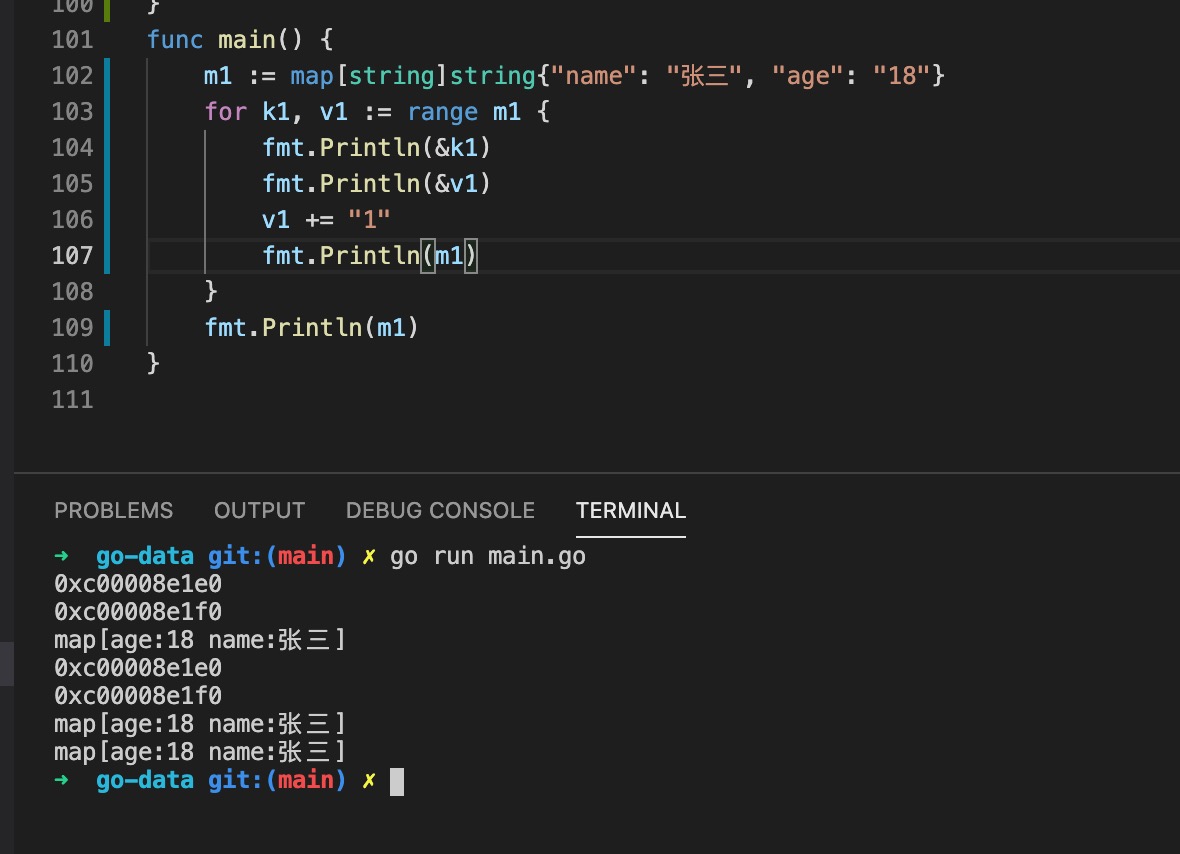 100 }
101 func main() {
102 m1 := map[string]string{"name": "张三", "age": "18"}
103 for k1, v1 := range m1 {
104 fmt.Println(&k1)
105 fmt.Println(&v1)
106 v1 += "1"
107 fmt.Println(m1)
108 }
109 fmt.Println(m1)
110 }
111
PROBLEMS OUTPUT DEBUG CONSOLE TERMINAL
→ go-data git:(main) ✗ go run main.go
0xc00008e1e0
0xc00008e1f0
map[age:18 name:张三]
0xc00008e1e0
0xc00008e1f0
map[age:18 name:张三]
map[age:18 name:张三]
→ go-data git:(main) ✗